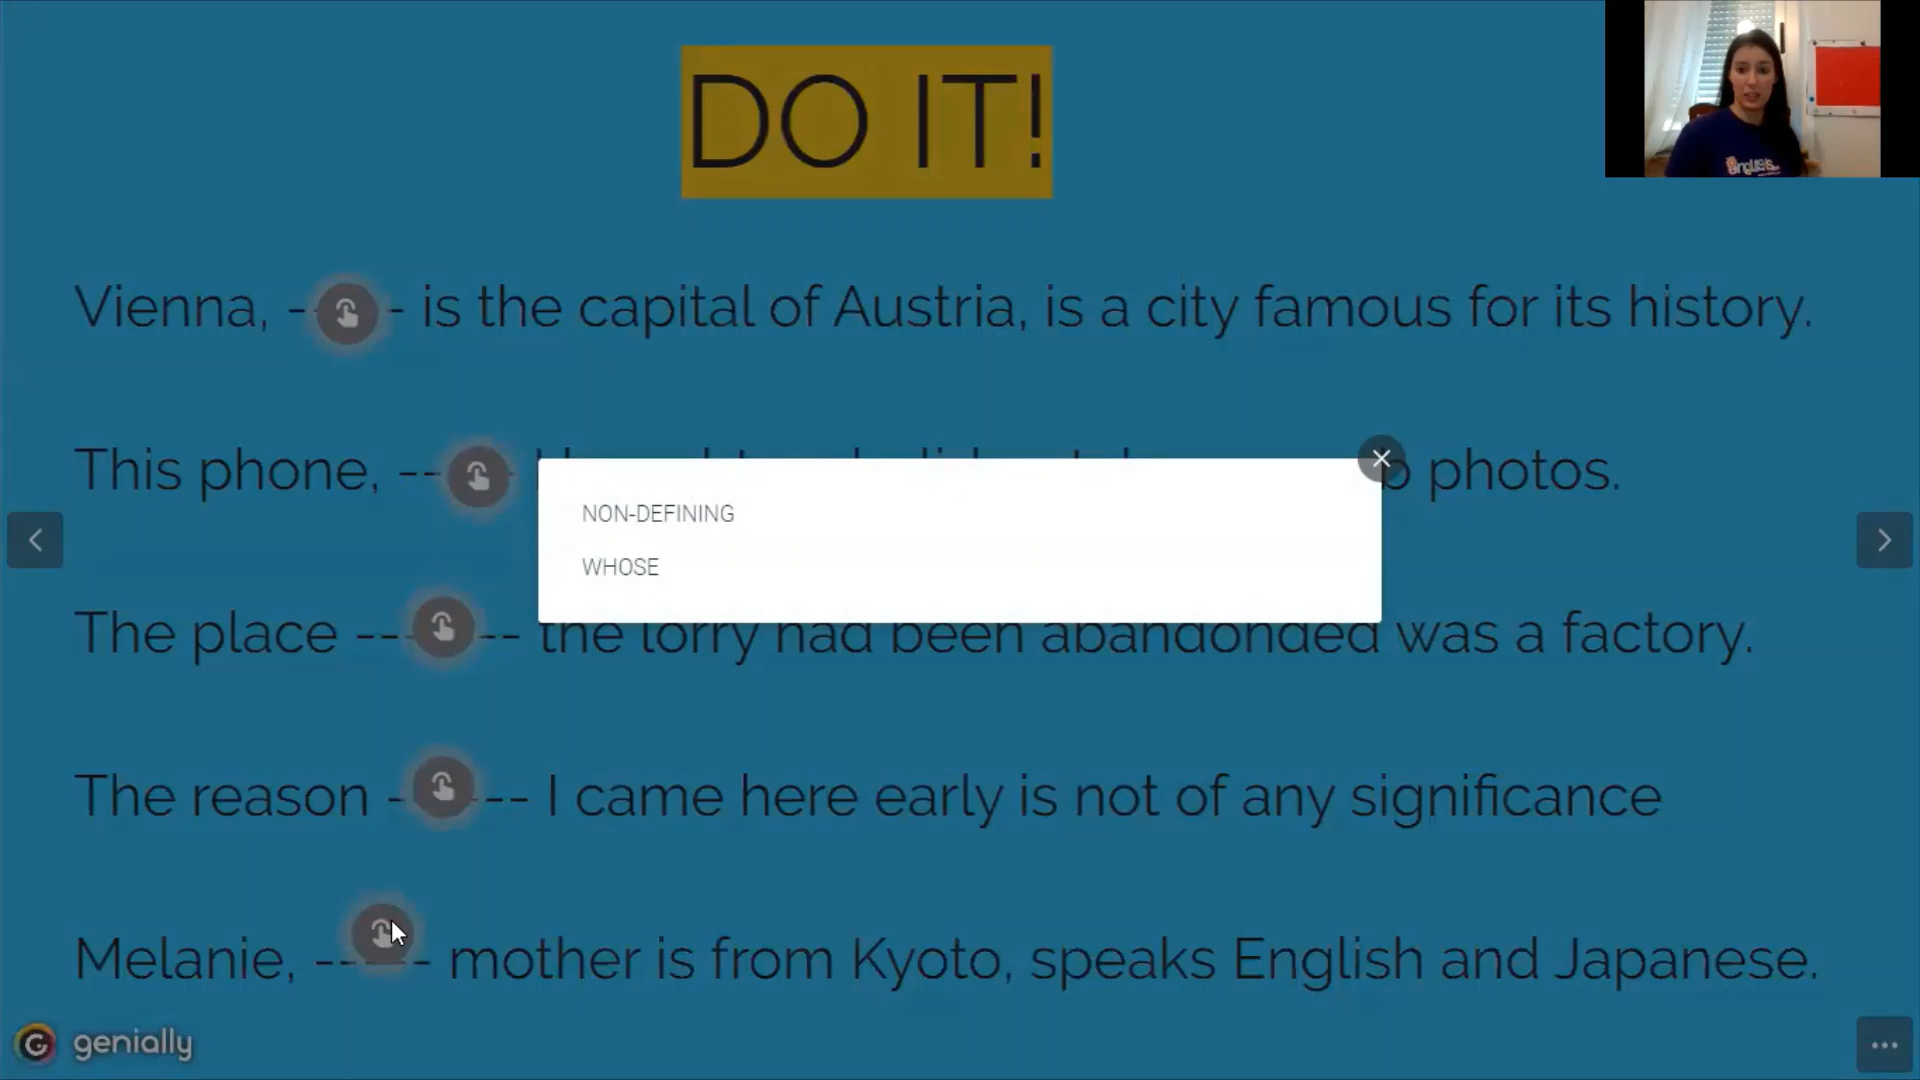 DO IT!
Vienna, -- - is the capital of Austria, is a city famous for its history.
This phone, -- photos.
NON-DEFINING
WHOSE
The place -- -- the lorry had been abandonded was a factory.
The reason - -- I came here early is not of any significance
Melanie, -- - mother is from Kyoto, speaks English and Japanese.
genially